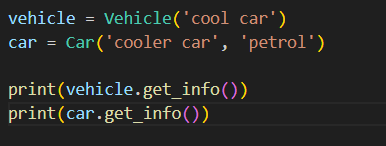 vehicle = Vehicle('cool car')
car = Car('cooler car', 'petrol')
print(vehicle.get_info())
print(car.get_info())